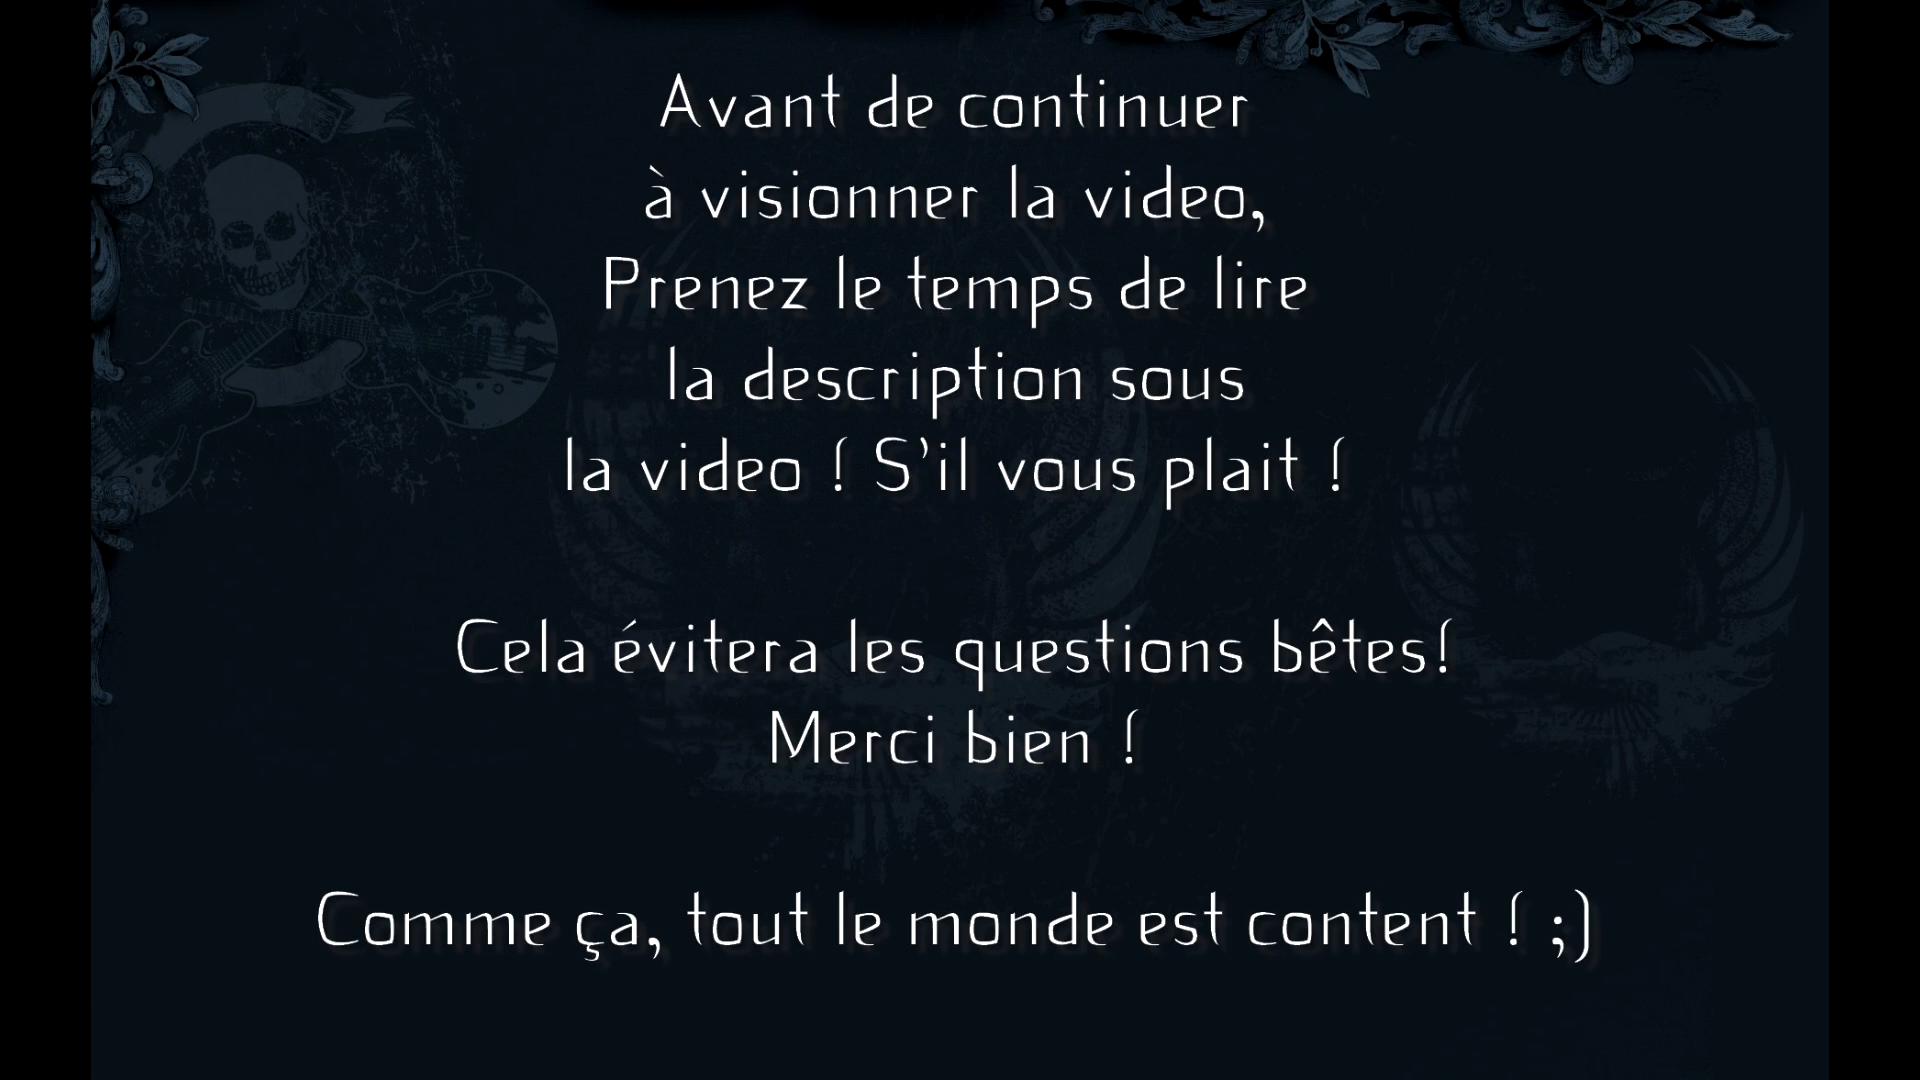 Avant de continuer
à visionner la video,
Prenez le temps de lire
la description sous
la video ! S'il vous plait !
Cela évitera les questions bêtes!
Merci bien !
Comme ça, tout le monde est content ! ;)